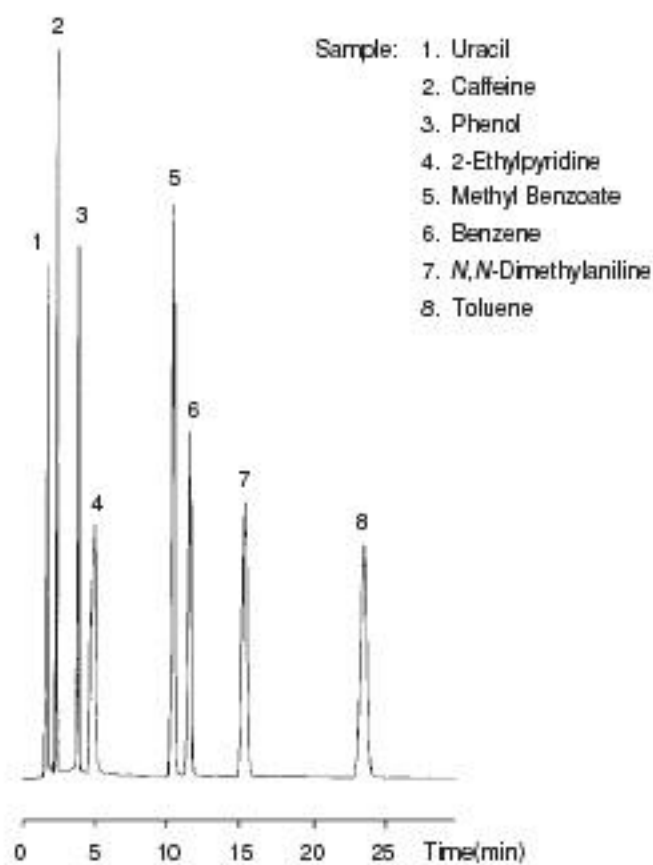 Sample: 1. Uracil
2. Caffeine
3. Phenol
4. 2-Ethylpyridine
5. Methyl Benzoate
6. Benzene
7. N,N-Dimethylaniline
8. Toluene
2
5
3
1
6
7
8
4
0 5 10 15 20 25 Time(min)